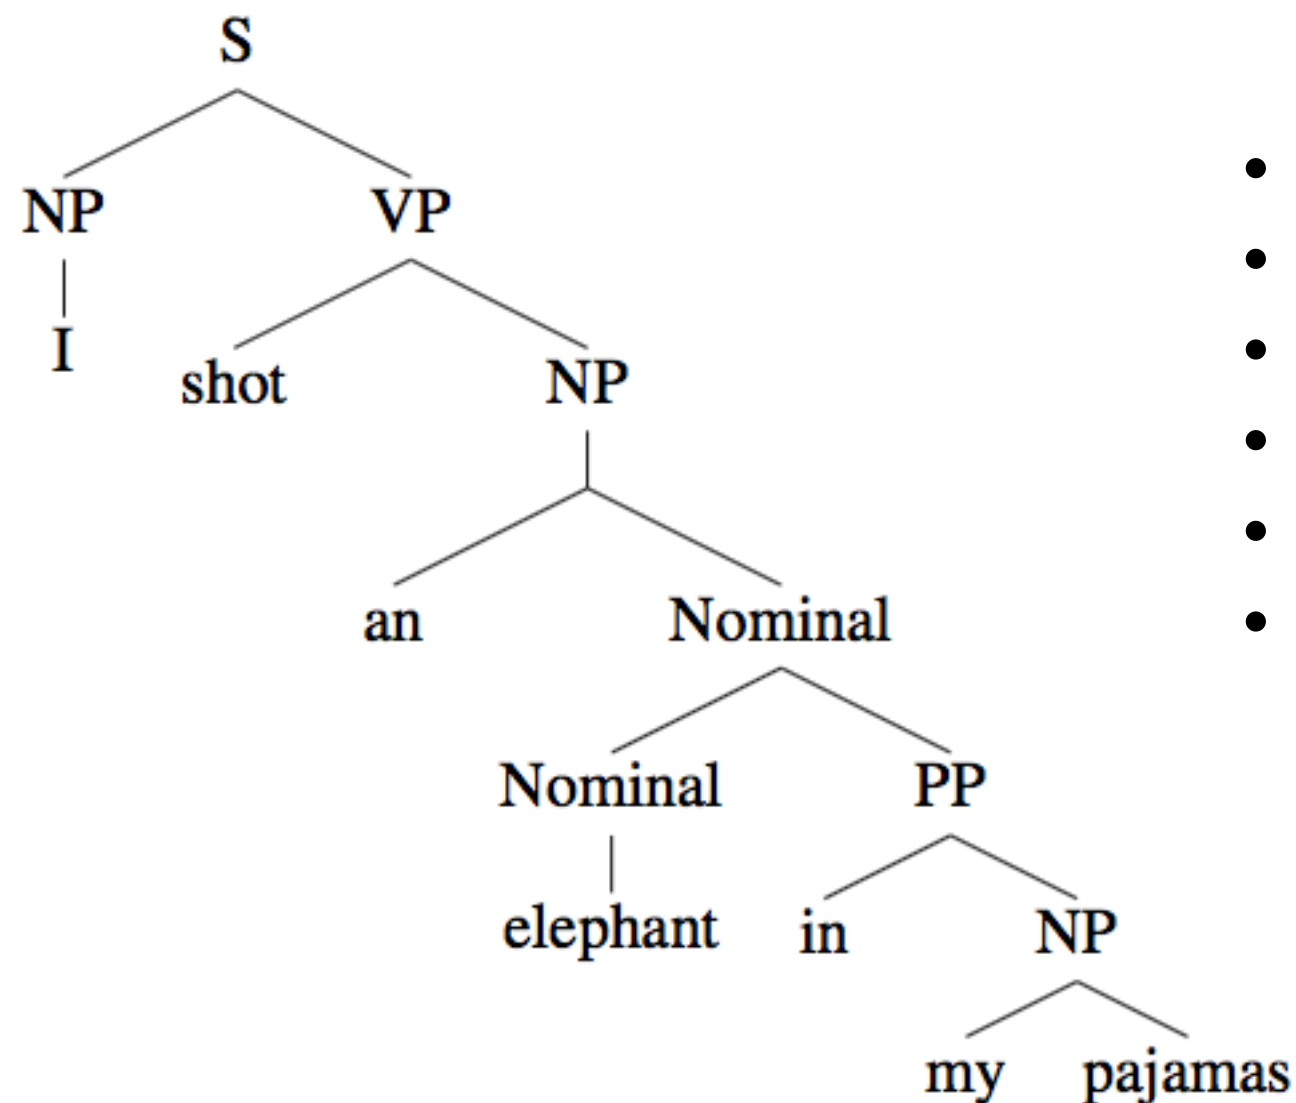 S
NP VP
I
shot NP
an Nominal
Nominal PP
elephant in NP
my pajamas
•
•
•
•
•
•